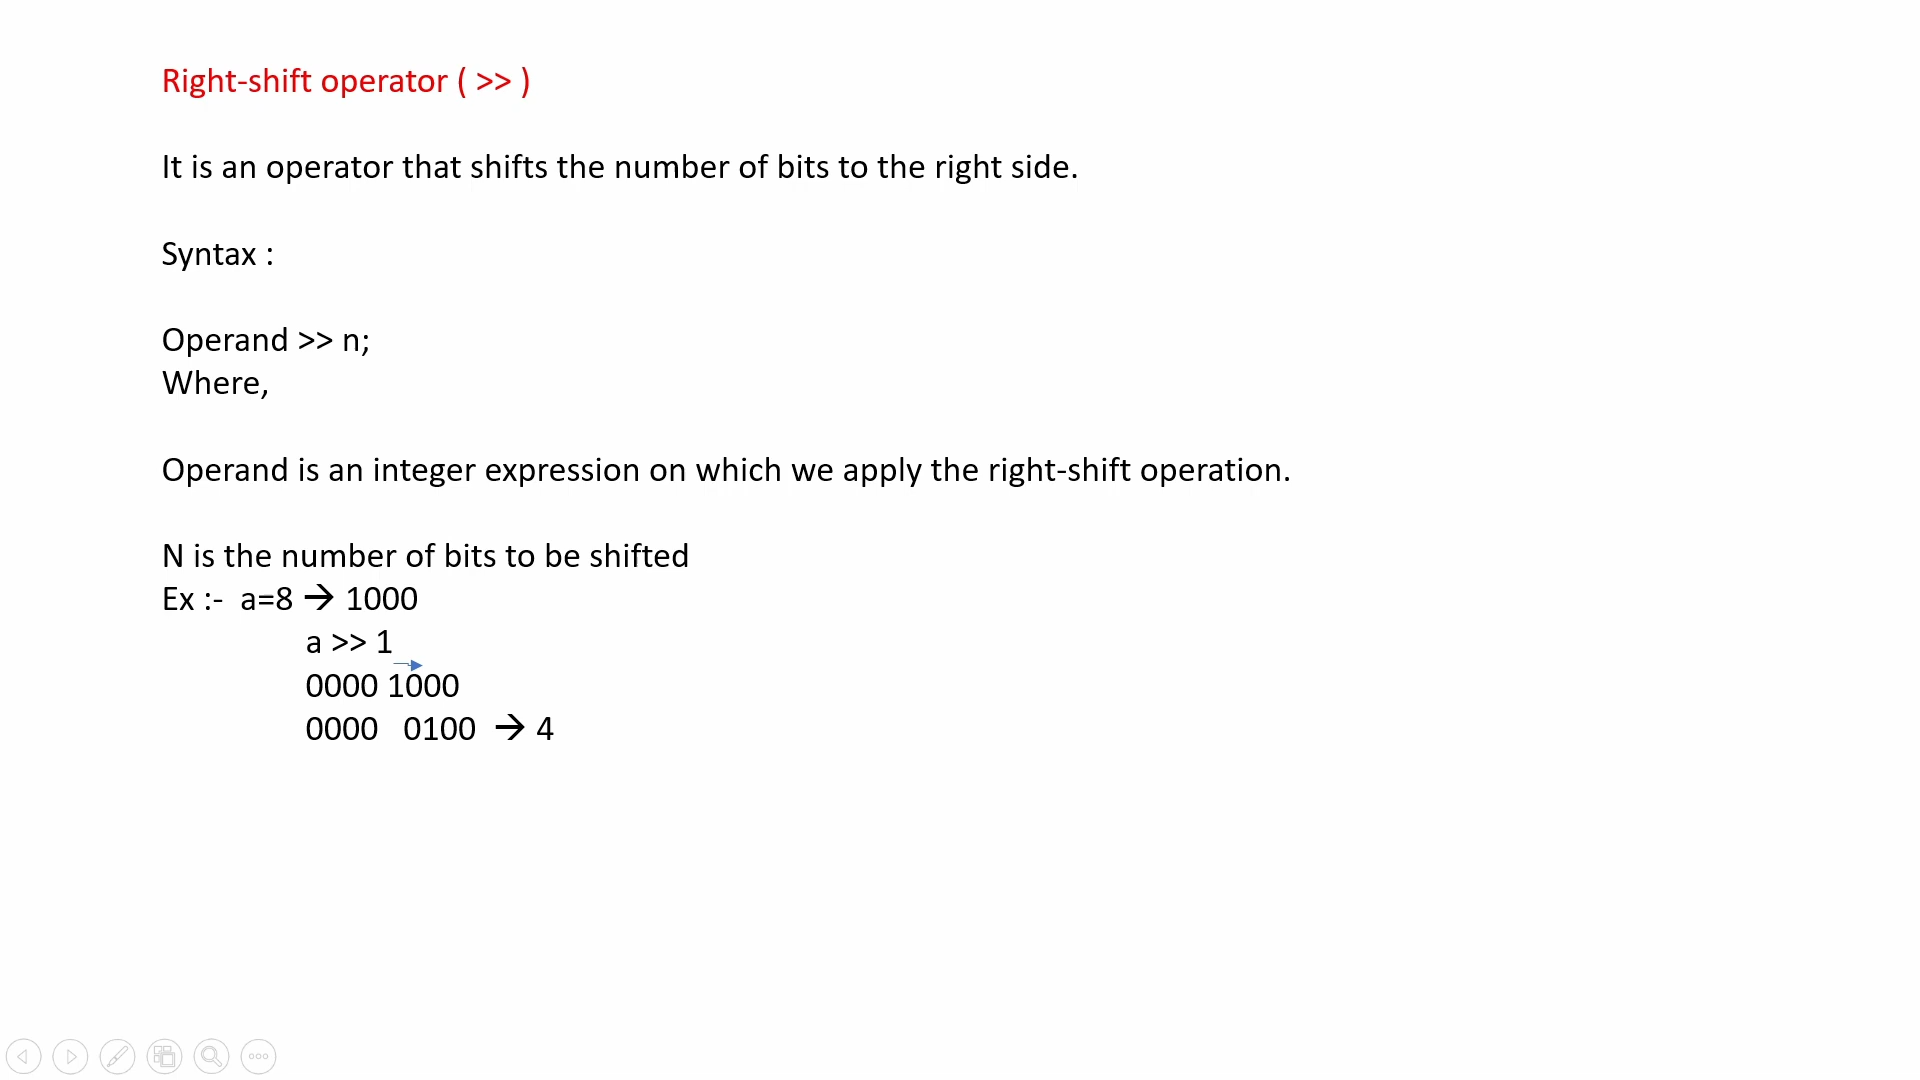 Right-shift operator ( >> )
It is an operator that shifts the number of bits to the right side.
Syntax :
Operand >> n;
Where,
Operand is an integer expression on which we apply the right-shift operation.
N is the number of bits to be shifted
Ex :-  a=8 → 1000
a >> 1
0000 1000
0000   0100  → 4